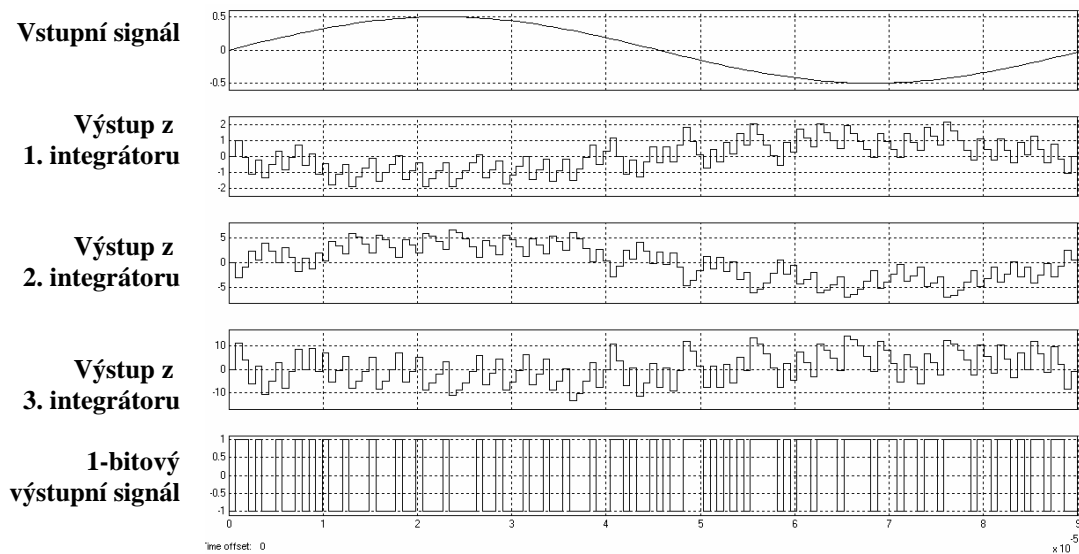 Vstupní signál
0.5
0
-0.5
Výstup z
1. integrátoru
2
1
0
-1
-2
Výstup z
2. integrátoru
5
0
-5
Výstup z
3. integrátoru
10
0
-10
1-bitový
výstupní signál
1
0.5
0
-0.5
-1
0 1 2 3 4 5 6 7 8 9
ime offset: 0
x 10-5